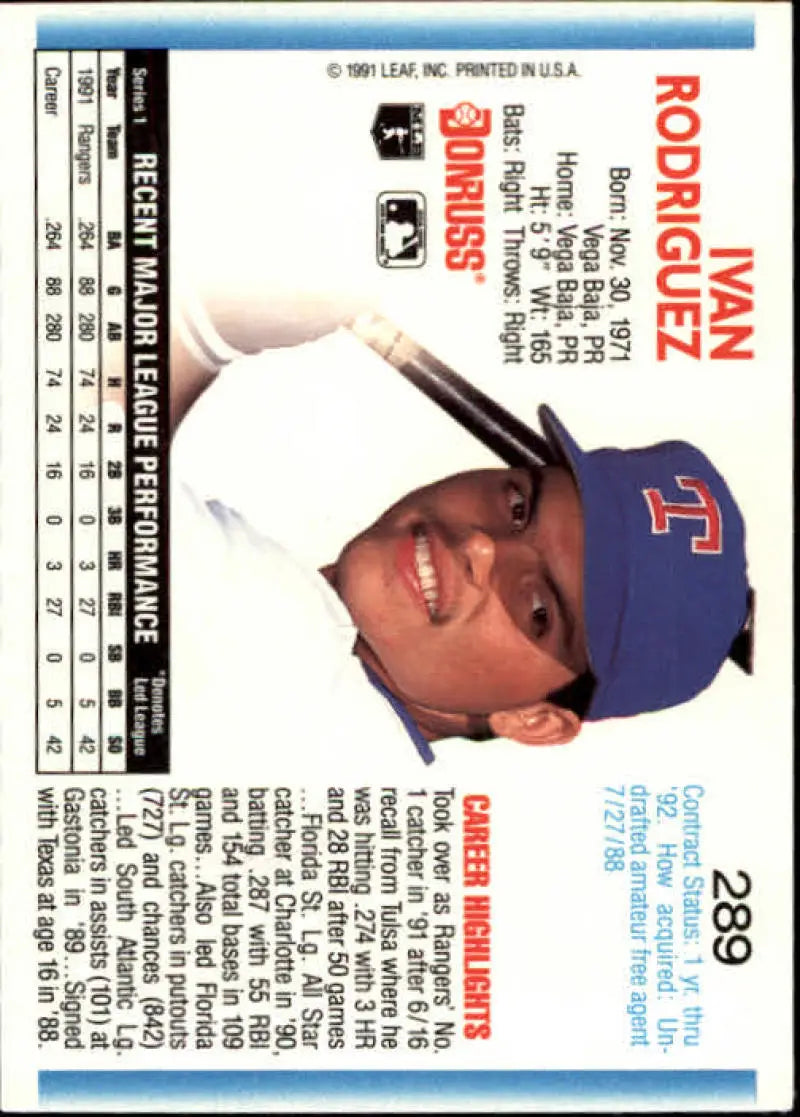 IVAN
RODRIGUEZ
Born: Nov. 30, 1971
Vega Baja, PR
Home: Vega Baja, PR
Ht: 5'9" Wt: 165
Bats: Right Throws: Right
DONRUSS®
MLB
© 1991 LEAF, INC. PRINTED IN U.S.A.
T
289
Contract Status: 1 yr. thru
'92. How acquired: Un-
drafted amateur free agent
7/27/88
CAREER HIGHLIGHTS
Took over as Rangers' No.
1 catcher in '91 after 6/16
recall from Tulsa where he
was hitting .274 with 3 HR
and 28 RBI after 50 games
...Florida St. Lg. All Star
catcher at Charlotte in '90,
batting .287 with 55 RBI
and 154 total bases in 109
games...Also led Florida
St. Lg. catchers in putouts
(727) and chances (842)
...Led South Atlantic Lg.
catchers in assists (101) at
Gastonia in '89...Signed
with Texas at age 16 in '88.
Series 1 RECENT MAJOR LEAGUE PERFORMANCE *Denotes
Led League
Year Team BA G AB H R 2B 3B HR RBI SB BB SO
1991 Rangers .264 88 280 74 24 16 0 3 27 0 5 42
Career .264 88 280 74 24 16 0 3 27 0 5 42